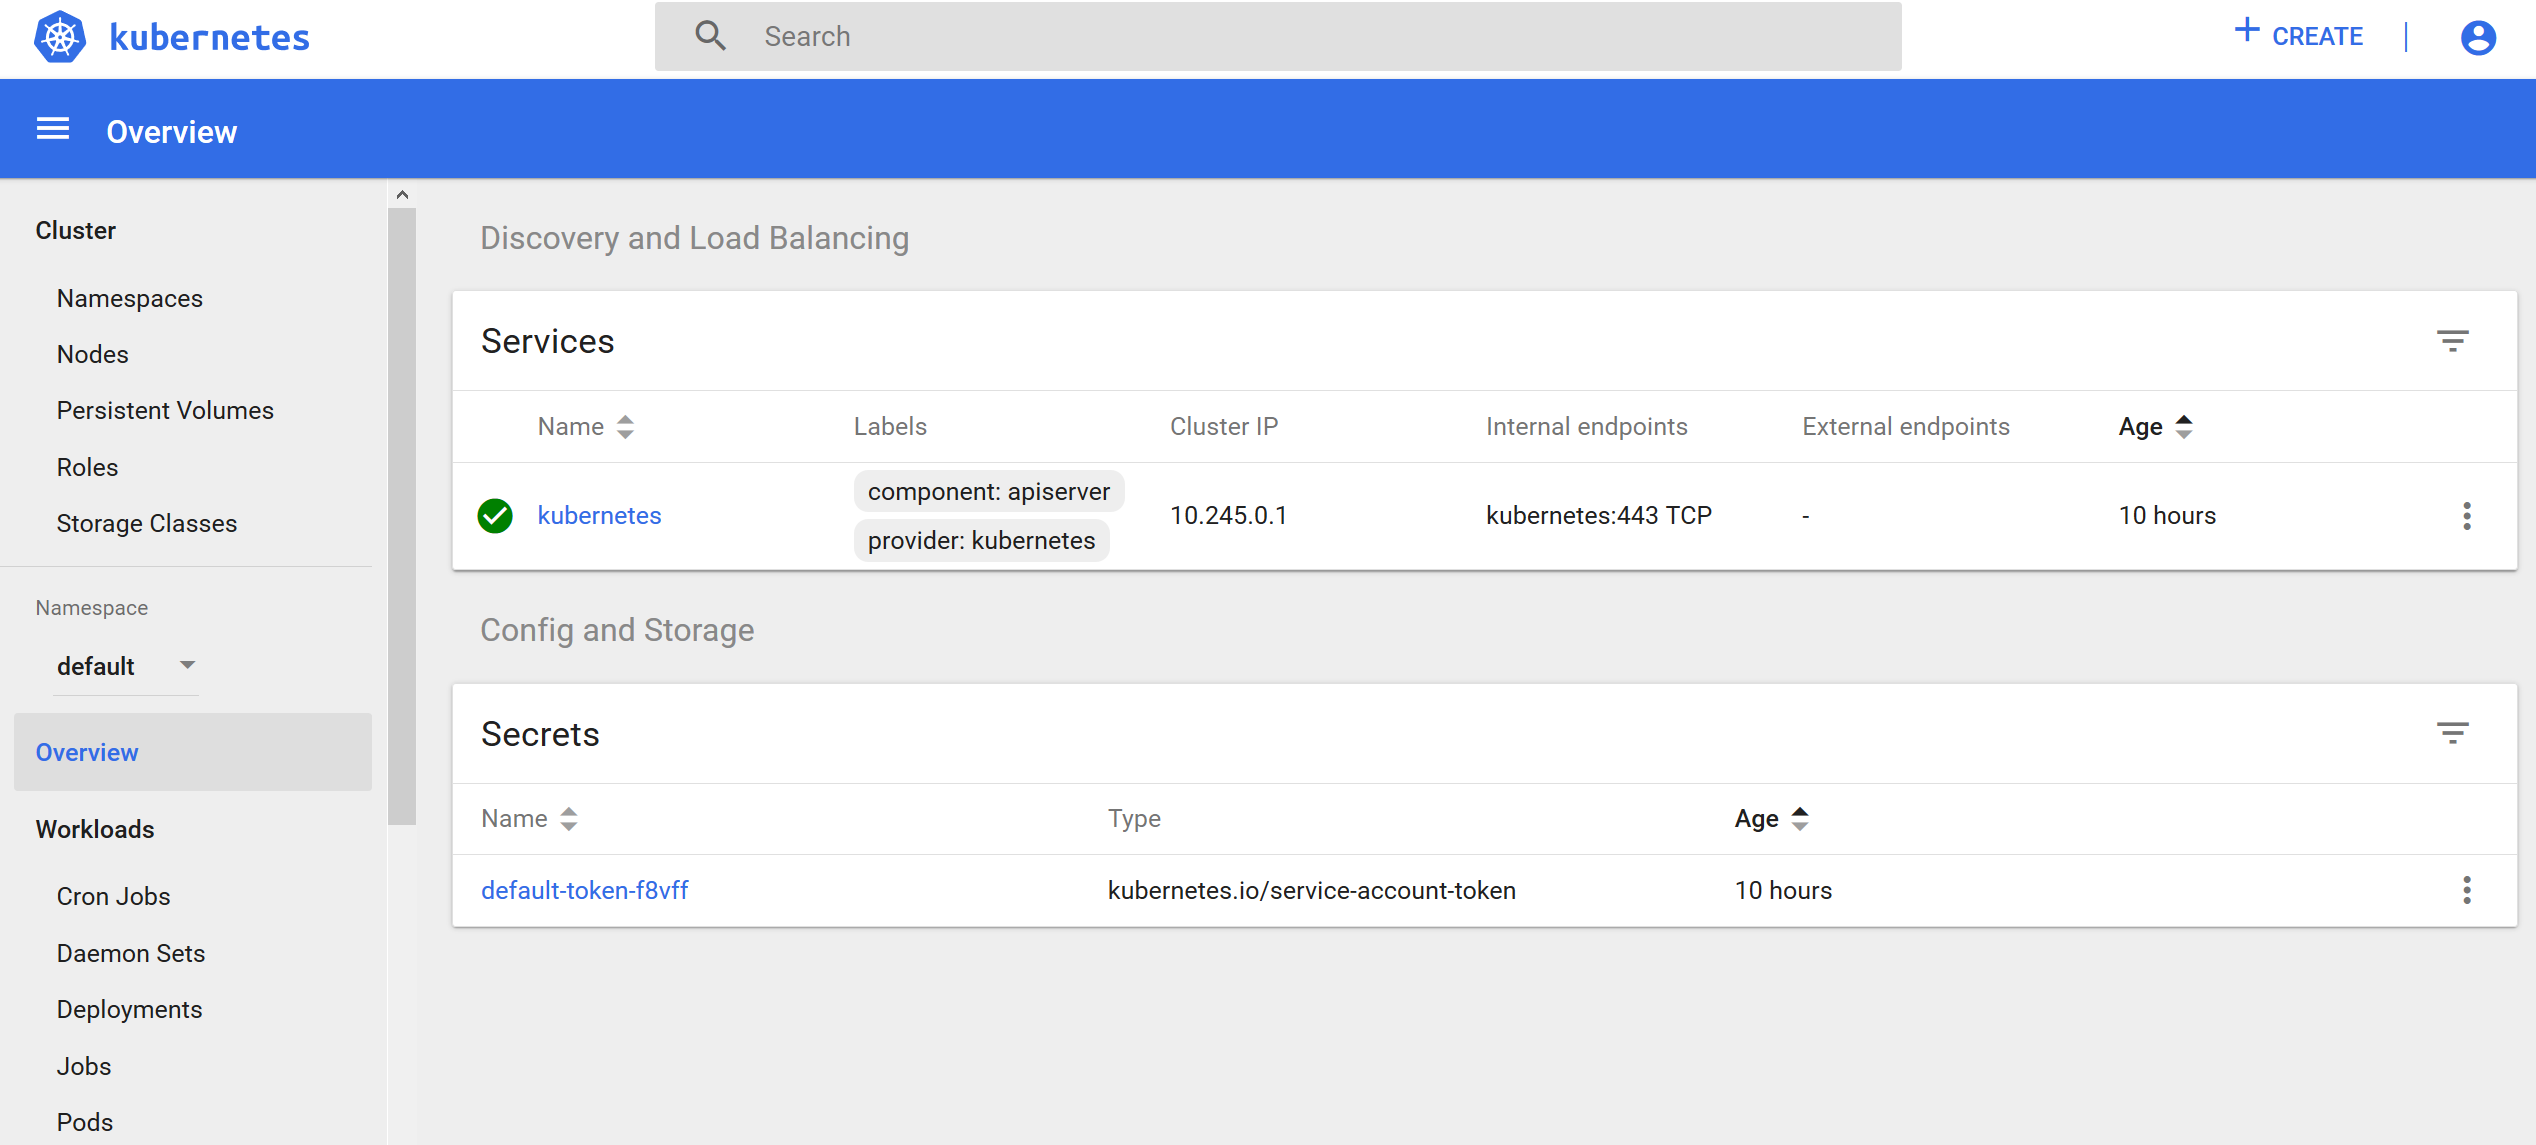 kubernetes
Search
CREATE
Overview
Cluster
Namespaces
Nodes
Persistent Volumes
Roles
Storage Classes
Namespace
default
Overview
Workloads
Cron Jobs
Daemon Sets
Deployments
Jobs
Pods
Discovery and Load Balancing
Services
Name Labels Cluster IP Internal endpoints External endpoints Age
kubernetes component: apiserver 10.245.0.1 kubernetes:443 TCP - 10 hours
provider: kubernetes
Config and Storage
Secrets
Name Type Age
default-token-f8vff kubernetes.io/service-account-token 10 hours